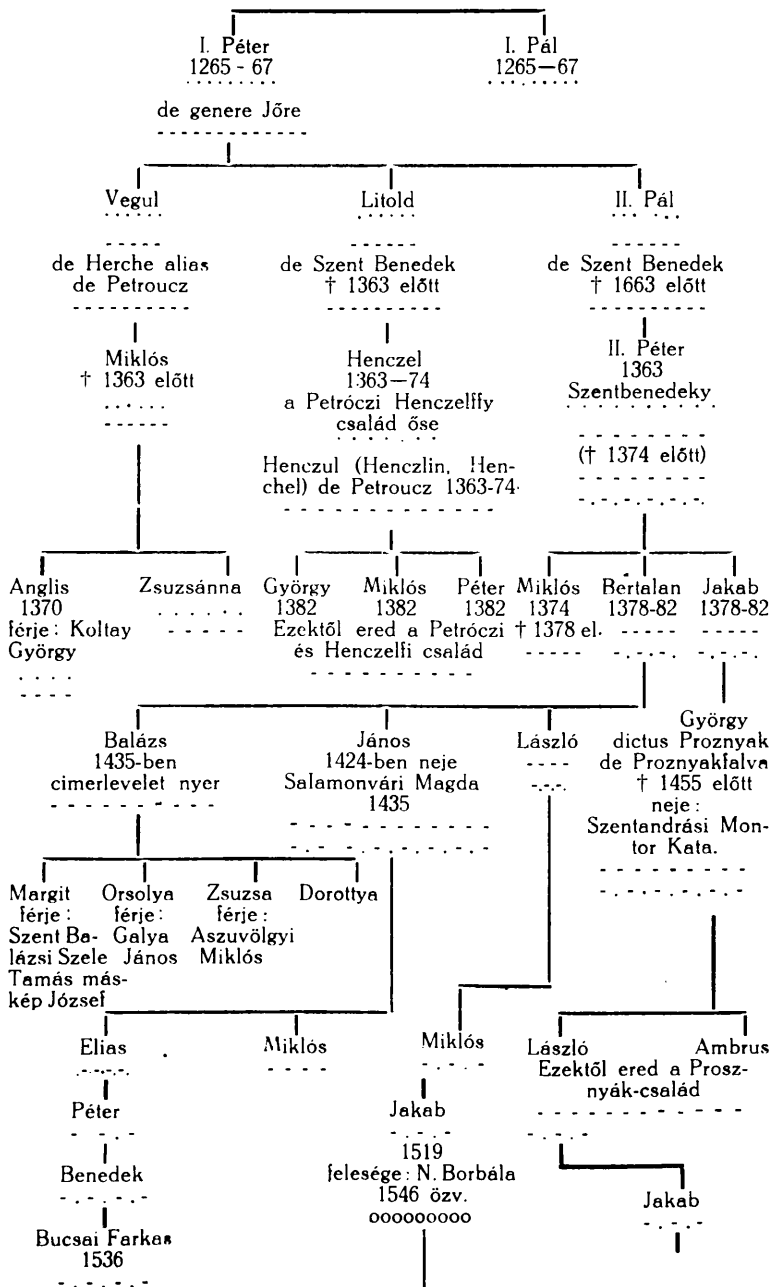 I. Péter
1265 - 67
I. Pál
1265—67
de genere Jőre
Vegul
de Herche alias
de Petroucz
Litold
de Szent Benedek
† 1363 előtt
II. Pál
de Szent Benedek
† 1663 előtt
Miklós
† 1363 előtt
Henczel
1363—74
a Petróczi Henczelffy
család őse
Henczul (Henczlin, Hen-
chel) de Petroucz 1363-74.
II. Péter
1363
Szentbenedeky
(† 1374 előtt)
Anglis
1370
férje: Koltay
György
Zsuzsánna
György
1382
Miklós
1382
Péter
1382
Ezektől ered a Petróczi
és Henczelfi család
Miklós
1374
† 1378 el.
Bertalan
1378-82
Jakab
1378-82
Balázs
1435-ben
cimerlevelet nyer
János
1424-ben neje
Salamonvári Magda
1435
László
György
dictus Proznyak
de Proznyakfalva
† 1455 előtt
neje:
Szentandrási Mon-
tor Kata.
Margit
férje:
Szent Ba-
lázsi Szele
Tamás más-
kép József
Orsolya
férje:
Galya
János
Zsuzsa
férje:
Aszuvölgyi
Miklós
Dorottya
Elias
Miklós
Miklós
László
Ambrus
Ezektől ered a Prosz-
nyák-család
Péter
Jakab
1519
felesége: N. Borbála
1546 özv.
ooooooooo
Benedek
Jakab
Bucsai Farkas
1536